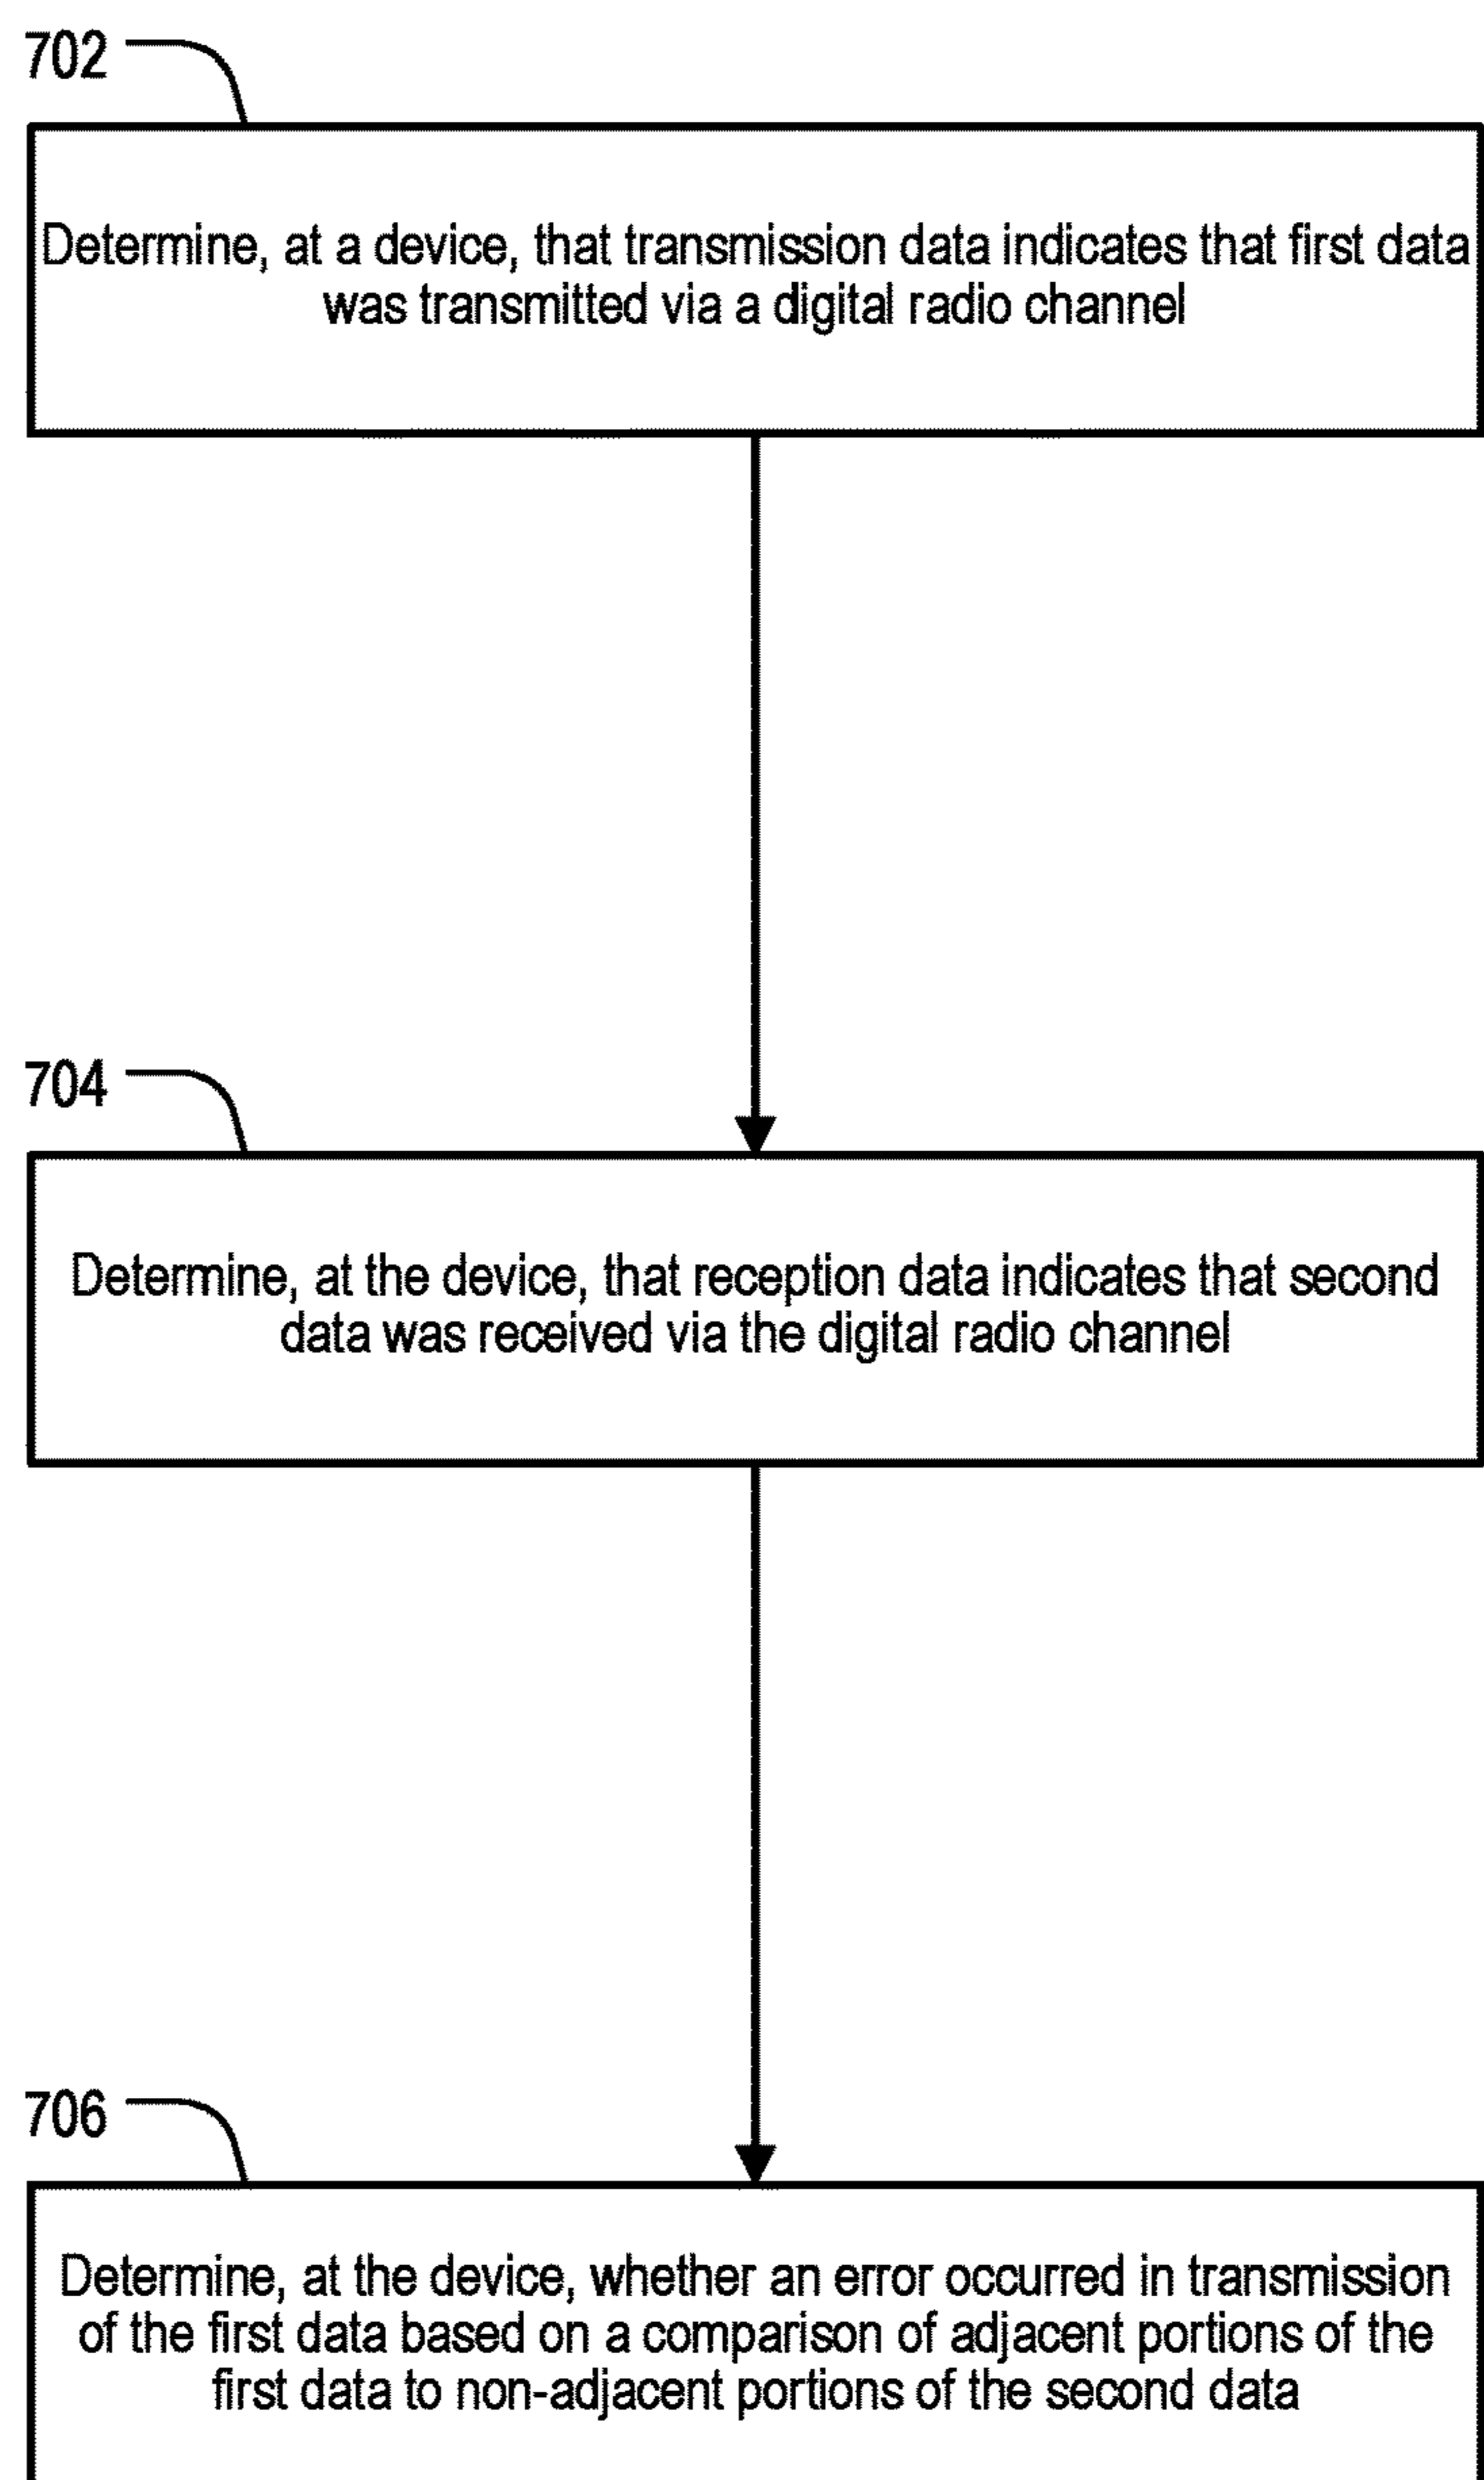 702
Determine, at a device, that transmission data indicates that first data
was transmitted via a digital radio channel
704
Determine, at the device, that reception data indicates that second
data was received via the digital radio channel
706
Determine, at the device, whether an error occurred in transmission
of the first data based on a comparison of adjacent portions of the
first data to non-adjacent portions of the second data